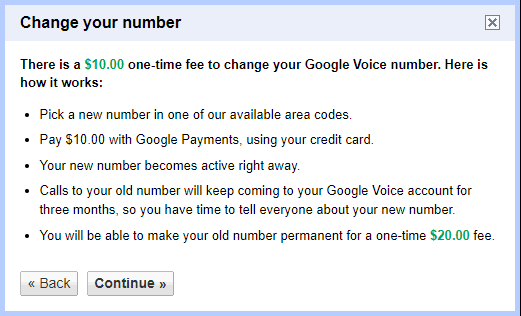 Change your number
There is a $10.00 one-time fee to change your Google Voice number. Here is
how it works:
Pick a new number in one of our available area codes.
Pay $10.00 with Google Payments, using your credit card.
Your new number becomes active right away.
Calls to your old number will keep coming to your Google Voice account for
three months, so you have time to tell everyone about your new number.
You will be able to make your old number permanent for a one-time $20.00 fee.
« Back Continue »